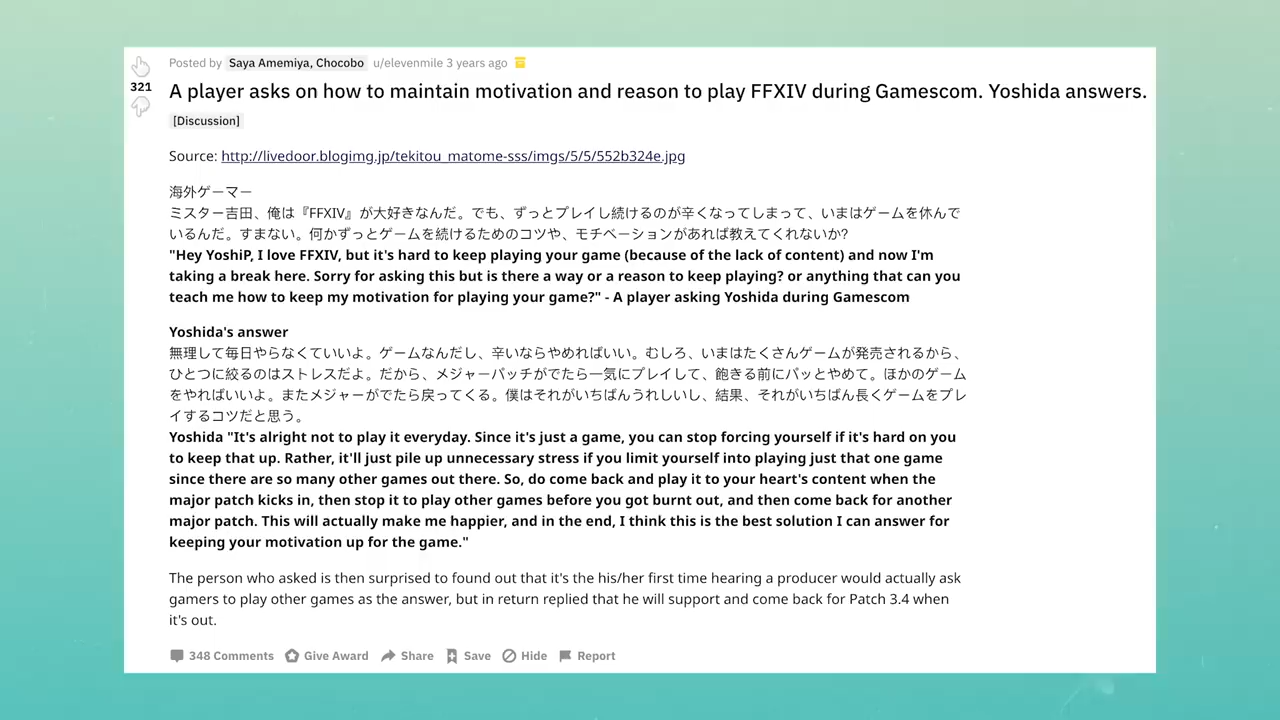 Posted by Saya Amemiya, Chocobo u/elevenmile 3 years ago
321
A player asks on how to maintain motivation and reason to play FFXIV during Gamescom. Yoshida answers.
[Discussion]
Source: http://livedoor.blogimg.jp/tekitou_matome-sss/imgs/5/5/552b324e.jpg
海外ゲーマー
ミスター吉田、俺は『FFXIV』が大好きなんだ。でも、ずっとプレイし続けるのが辛くなってしまって、いまはゲームを休んで
いるんだ。すまない。何かずっとゲームを続けるためのコツや、モチベーションがあれば教えてくれないか?
"Hey YoshiP, I love FFXIV, but it's hard to keep playing your game (because of the lack of content) and now I'm
taking a break here. Sorry for asking this but is there a way or a reason to keep playing? or anything that can you
teach me how to keep my motivation for playing your game?" - A player asking Yoshida during Gamescom
Yoshida's answer
無理して毎日やらなくていいよ。ゲームなんだし、辛いならやめればいい。むしろ、いまはたくさんゲームが発売されるから、
ひとつに絞るのはストレスだよ。だから、メジャーパッチがでたら一気にプレイして、飽きる前にパッとやめて。ほかのゲーム
をやればいいよ。またメジャーがでたら戻ってくる。僕はそれがいちばんうれしいし、結果、それがいちばん長くゲームをプレ
イするコツだと思う。
Yoshida "It's alright not to play it everyday. Since it's just a game, you can stop forcing yourself if it's hard on you
to keep that up. Rather, it'll just pile up unnecessary stress if you limit yourself into playing just that one game
since there are so many other games out there. So, do come back and play it to your heart's content when the
major patch kicks in, then stop it to play other games before you got burnt out, and then come back for another
major patch. This will actually make me happier, and in the end, I think this is the best solution I can answer for
keeping your motivation up for the game."
The person who asked is then surprised to found out that it's the his/her first time hearing a producer would actually ask
gamers to play other games as the answer, but in return replied that he will support and come back for Patch 3.4 when
it's out.
348 Comments Give Award Share Save Hide Report